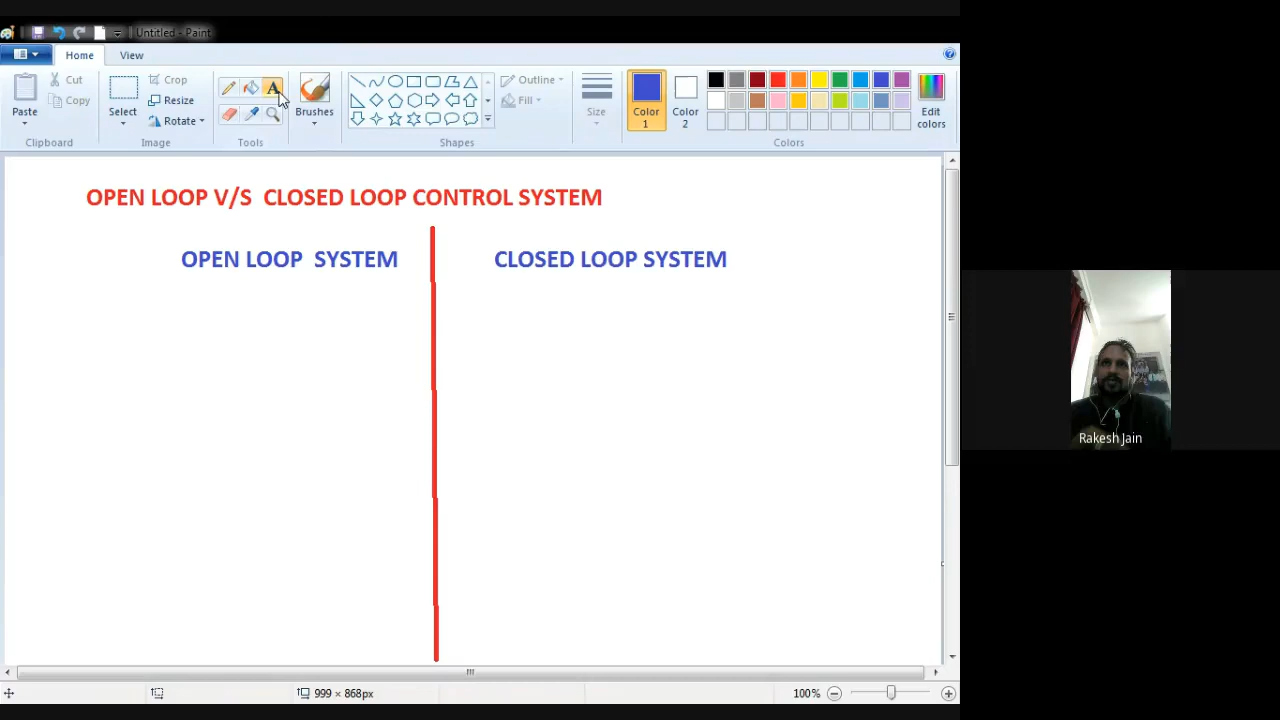 Untitled - Paint
Home
View
Paste
Cut
Copy
Clipboard
Select
Crop
Resize
Rotate
Image
A
Tools
Brushes
Shapes
Outline
Fill
Size
Color 1
Color 2
Edit colors
Colors
OPEN LOOP V/S CLOSED LOOP CONTROL SYSTEM
OPEN LOOP SYSTEM
CLOSED LOOP SYSTEM
Rakesh Jain
999 × 868px
100%